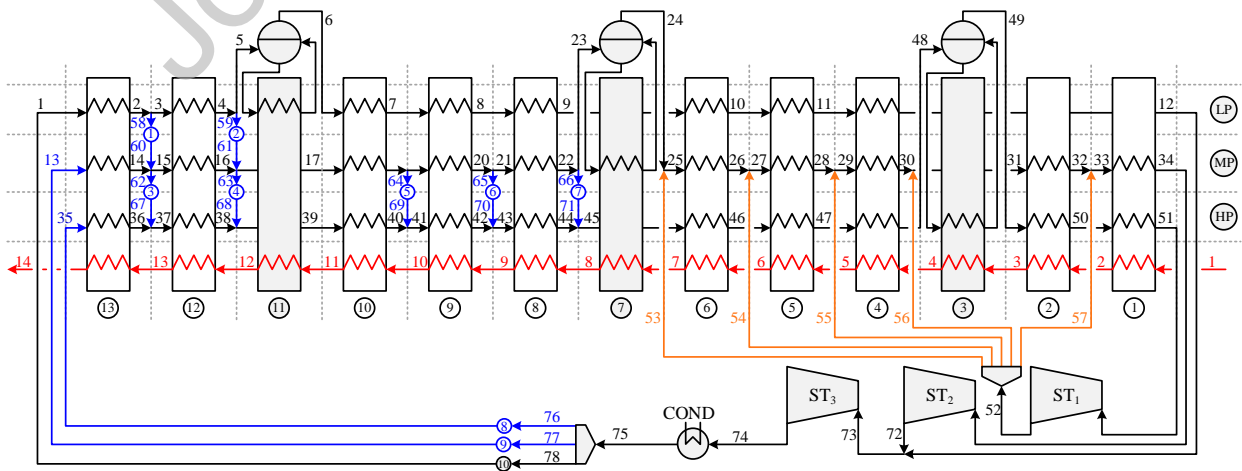 Jo
6 24 49
5 23 48
1 2 3 4 7 8 9 10 11 12 LP
58 1 59 2
13 60 61
14 15 16 17 20 21 22 25 26 27 28 29 30 31 32 33 34 MP
62 3 63 4 64 5 65 6 66 7
35 67 68 69 70 71
36 37 38 39 40 41 42 43 44 45 46 47 50 51 HP
14 13 12 11 10 9 8 7 6 5 4 3 2 1
13 12 11 10 9 8 7 6 5 4 3 2 1
53 54 55 56 57
ST3 ST2 52 ST1
COND
8 76
9 77 75 74 73 72
10 78